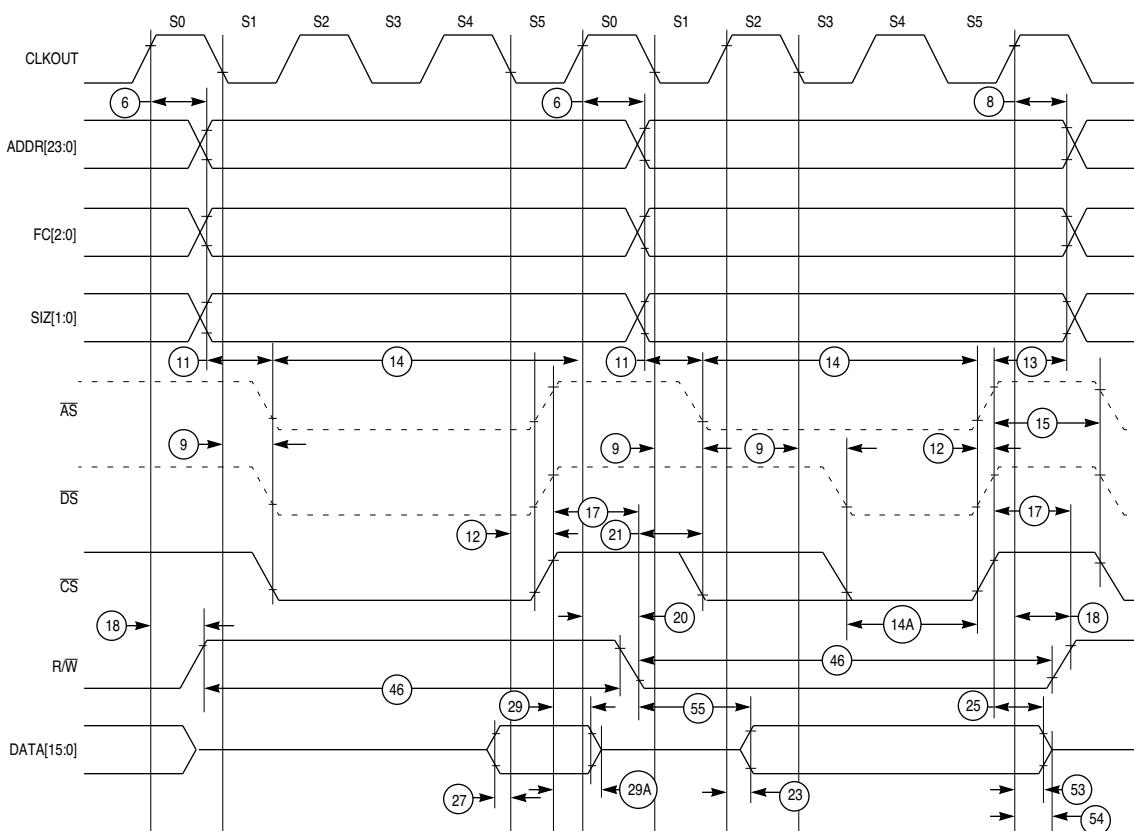 S0 S1 S2 S3 S4 S5 S0 S1 S2 S3 S4 S5
CLKOUT
6 6 8
ADDR[23:0]
FC[2:0]
SIZ[1:0]
11 14 11 14 13
AS
15
9 9 9 12
DS
17 17
12 21
CS
18 20 14A 18
R/W
46
46
29 55 25
DATA[15:0]
27 29A 23 53
54